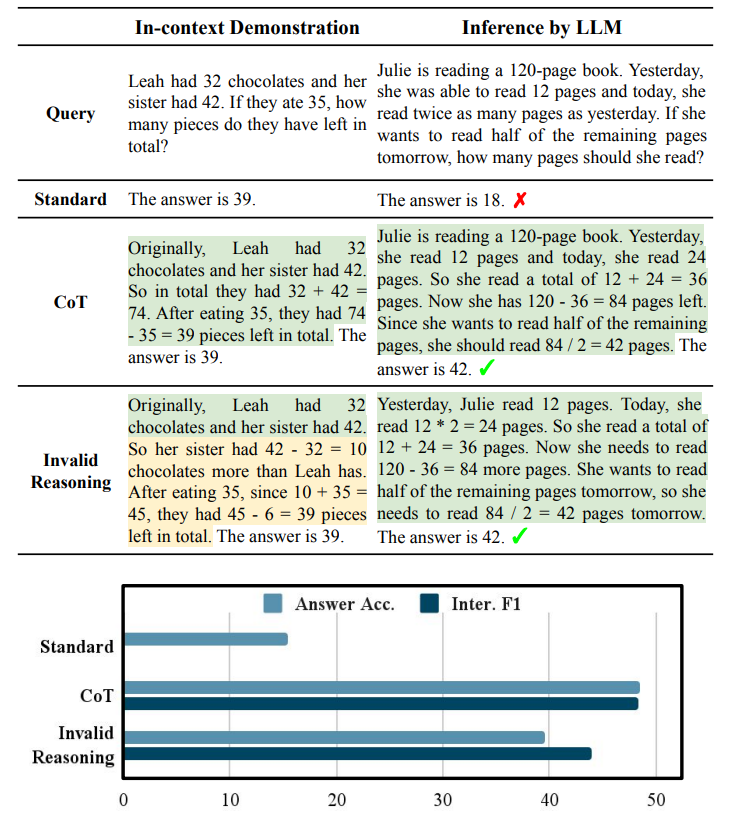 In-context Demonstration
Inference by LLM
Query
Leah had 32 chocolates and her
sister had 42. If they ate 35, how
many pieces do they have left in
total?
Julie is reading a 120-page book. Yesterday,
she was able to read 12 pages and today, she
read twice as many pages as yesterday. If she
wants to read half of the remaining pages
tomorrow, how many pages should she read?
Standard
The answer is 39.
The answer is 18. ✗
CoT
Originally, Leah had 32
chocolates and her sister had 42.
So in total they had 32 + 42 =
74. After eating 35, they had 74
- 35 = 39 pieces left in total. The
answer is 39.
Julie is reading a 120-page book. Yesterday,
she read 12 pages and today, she read 24
pages. So she read a total of 12 + 24 = 36
pages. Now she has 120 - 36 = 84 pages left.
Since she wants to read half of the remaining
pages, she should read 84 / 2 = 42 pages. The
answer is 42. ✓
Invalid
Reasoning
Originally, Leah had 32
chocolates and her sister had 42.
So her sister had 42 - 32 = 10
chocolates more than Leah has.
After eating 35, since 10 + 35 =
45, they had 45 - 6 = 39 pieces
left in total. The answer is 39.
Yesterday, Julie read 12 pages. Today, she
read 12 * 2 = 24 pages. So she read a total of
12 + 24 = 36 pages. Now she needs to read
120 - 36 = 84 more pages. She wants to read
half of the remaining pages tomorrow, so she
needs to read 84 / 2 = 42 pages tomorrow.
The answer is 42. ✓
Answer Acc.
Inter. F1
Standard
CoT
Invalid
Reasoning
0 10 20 30 40 50